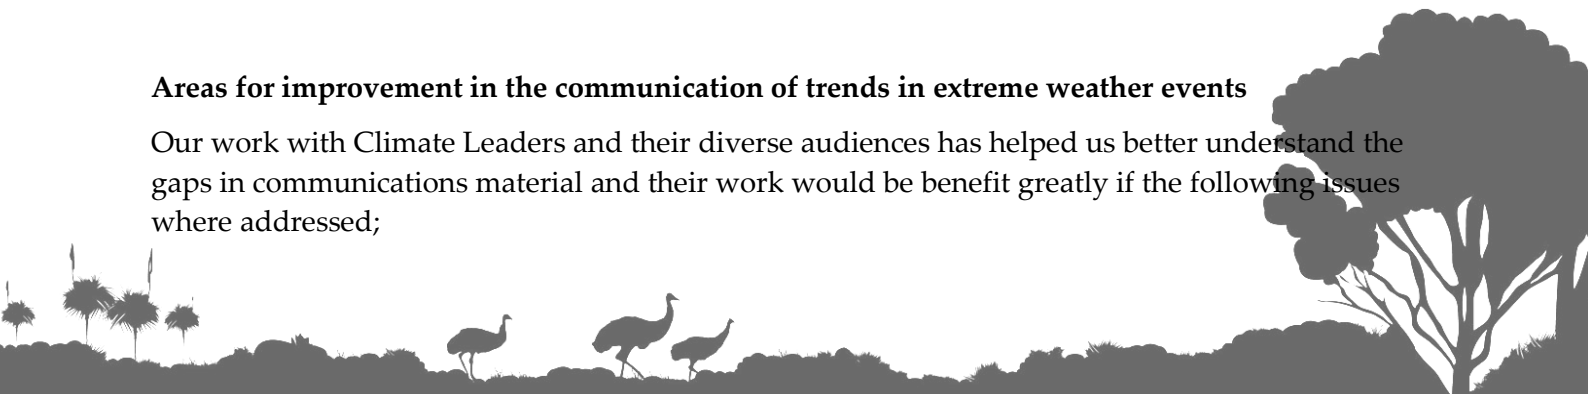 Areas for improvement in the communication of trends in extreme weather events
Our work with Climate Leaders and their diverse audiences has helped us better understand the
gaps in communications material and their work would be benefit greatly if the following issues
where addressed;